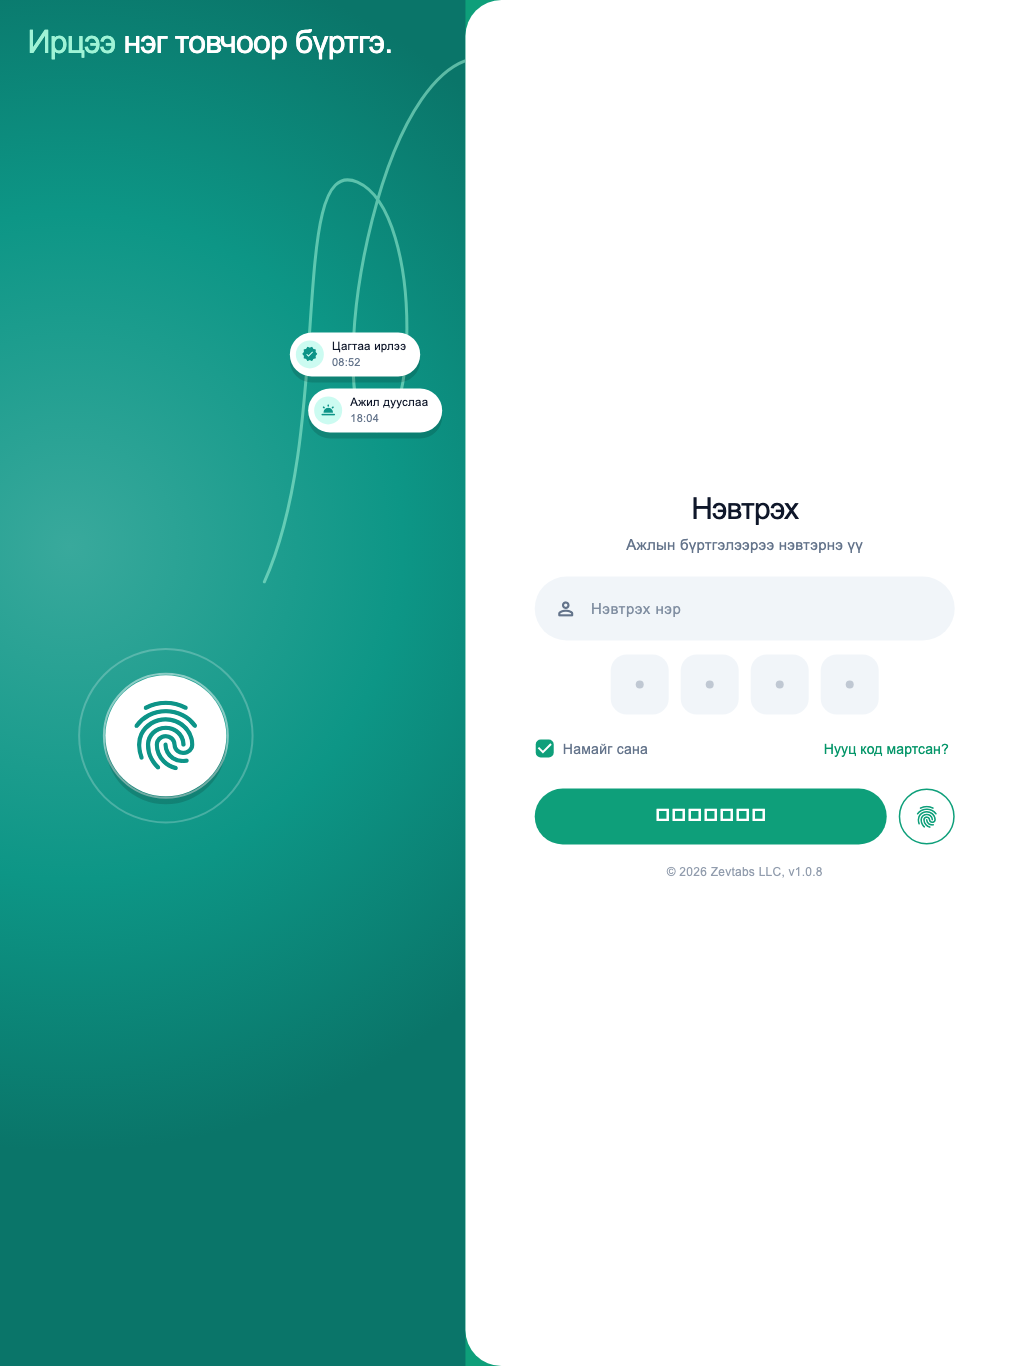 Ирцээ нэг товчоор бүртгэ.
Цагтаа ирлээ
08:52
Ажил дууслаа
18:04
Нэвтрэх
Ажлын бүртгэлээрээ нэвтэрнэ үү
Нэвтрэх нэр
Намайг сана
Нууц код мартсан?
© 2026 Zevtabs LLC, v1.0.8